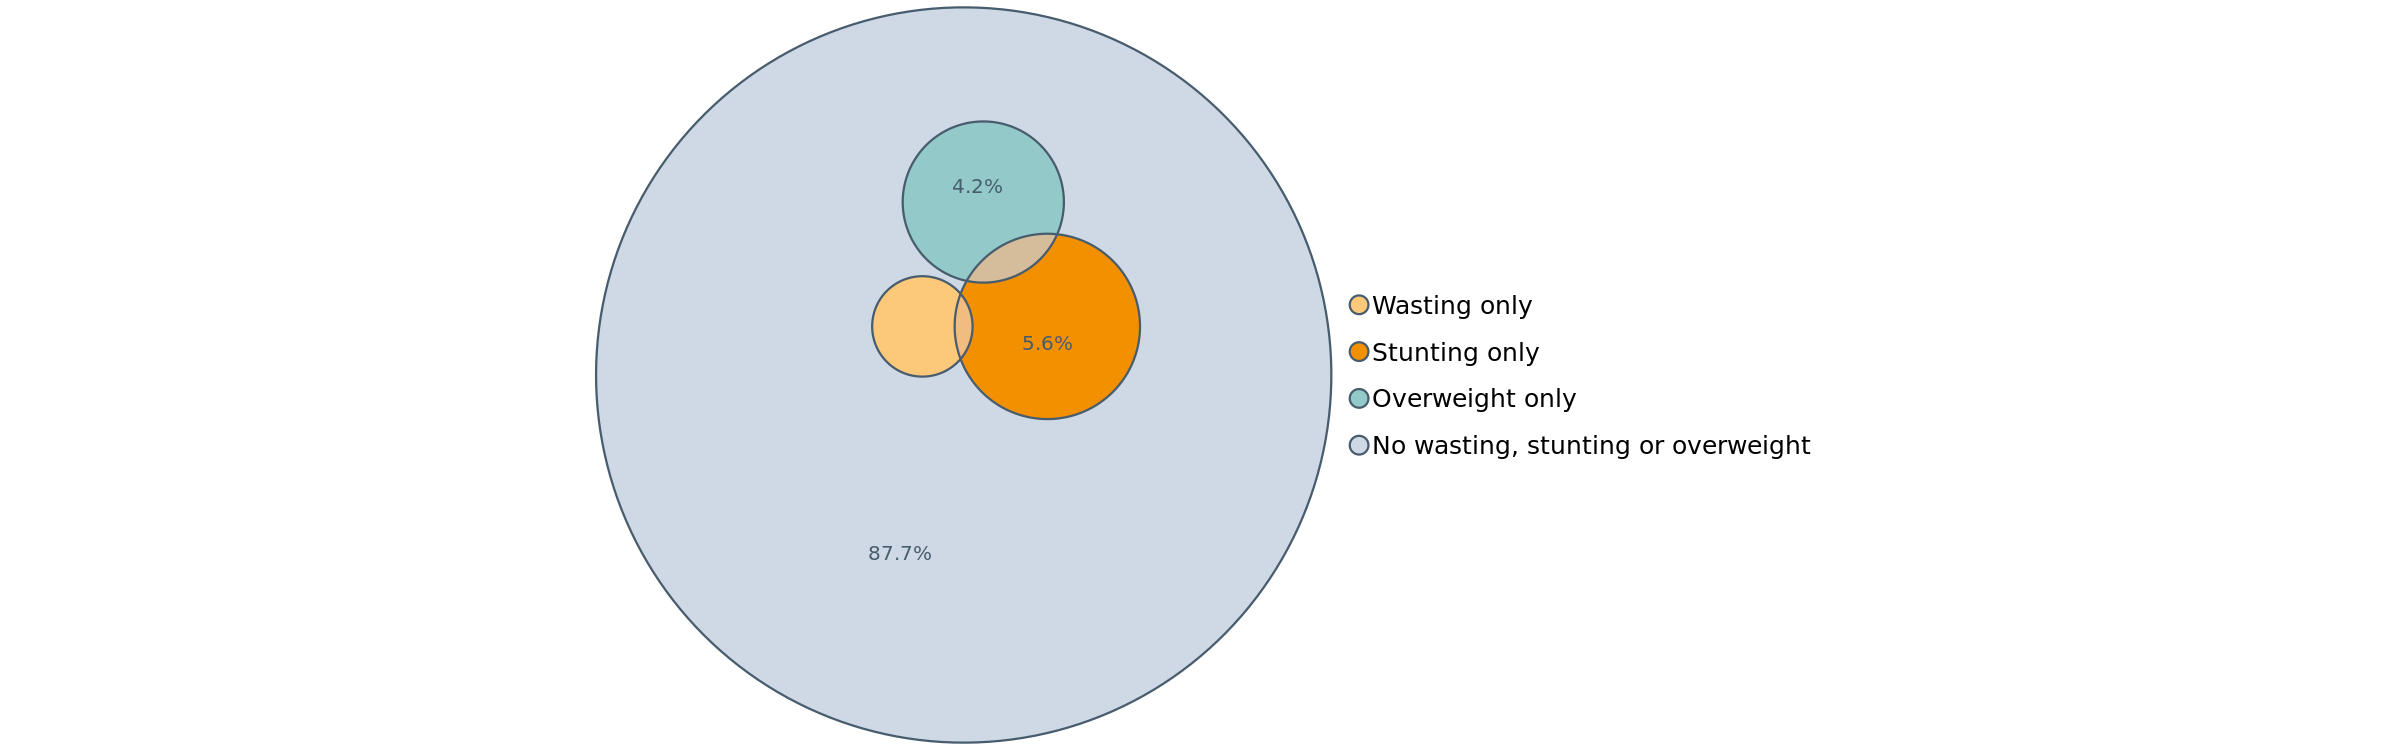 4.2%
5.6%
87.7%
Wasting only
Stunting only
Overweight only
No wasting, stunting or overweight